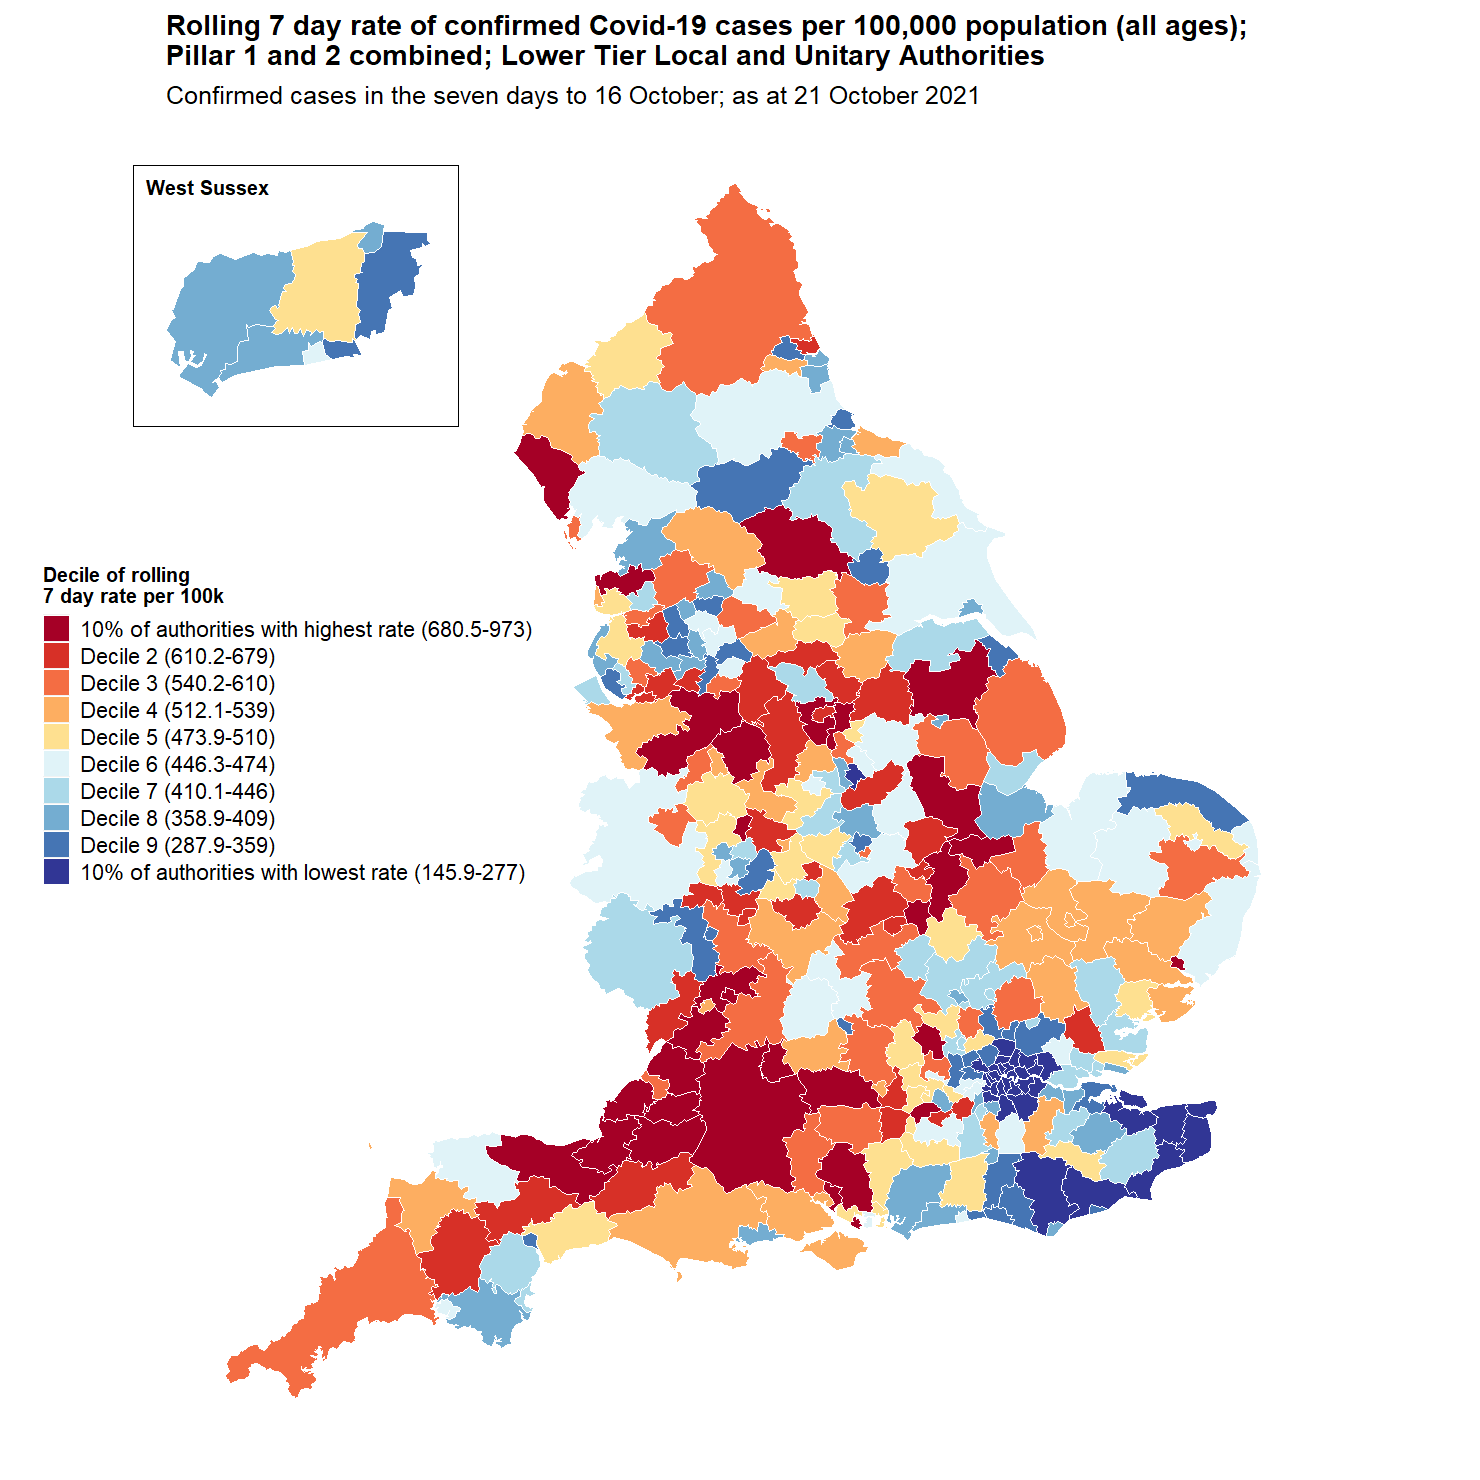 Rolling 7 day rate of confirmed Covid-19 cases per 100,000 population (all ages);
Pillar 1 and 2 combined; Lower Tier Local and Unitary Authorities
Confirmed cases in the seven days to 16 October; as at 21 October 2021
West Sussex
Decile of rolling
7 day rate per 100k
10% of authorities with highest rate (680.5-973)
Decile 2 (610.2-679)
Decile 3 (540.2-610)
Decile 4 (512.1-539)
Decile 5 (473.9-510)
Decile 6 (446.3-474)
Decile 7 (410.1-446)
Decile 8 (358.9-409)
Decile 9 (287.9-359)
10% of authorities with lowest rate (145.9-277)